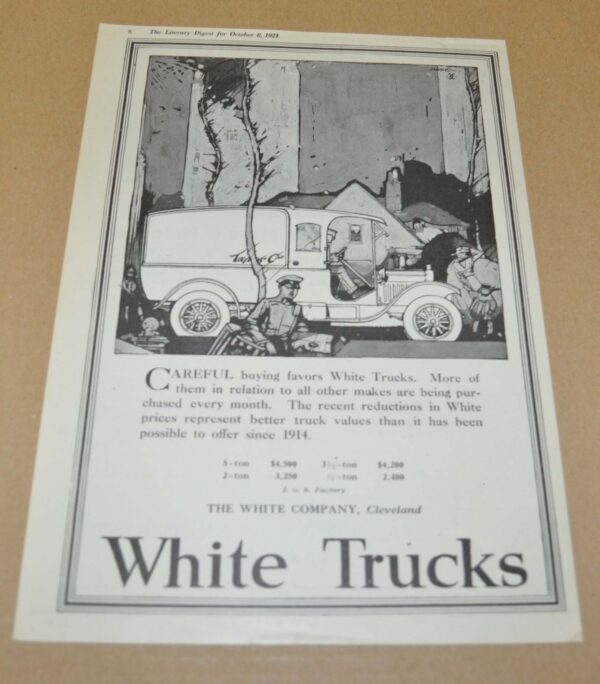 8 The Literary Digest for October 8, 1921
CAREFUL buying favors White Trucks. More of
them in relation to all other makes are being pur-
chased every month. The recent reductions in White
prices represent better truck values than it has been
possible to offer since 1914.
5-ton $4,500 3½-ton $4,200
2-ton 3,250 ¾-ton 2,400
f. o. b. Factory
THE WHITE COMPANY, Cleveland
White Trucks